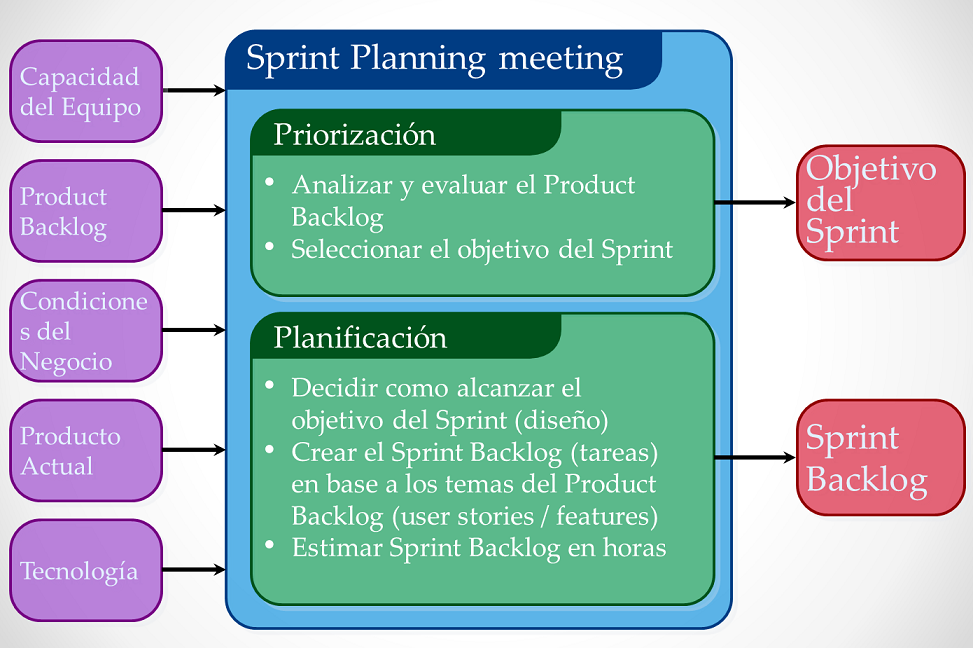 Capacidad
del Equipo
Product
Backlog
Condicione
s del
Negocio
Producto
Actual
Tecnología
Sprint Planning meeting
Priorización
• Analizar y evaluar el Product
Backlog
• Seleccionar el objetivo del Sprint
Planificación
• Decidir como alcanzar el
objetivo del Sprint (diseño)
• Crear el Sprint Backlog (tareas)
en base a los temas del Product
Backlog (user stories / features)
• Estimar Sprint Backlog en horas
Objetivo
del
Sprint
Sprint
Backlog